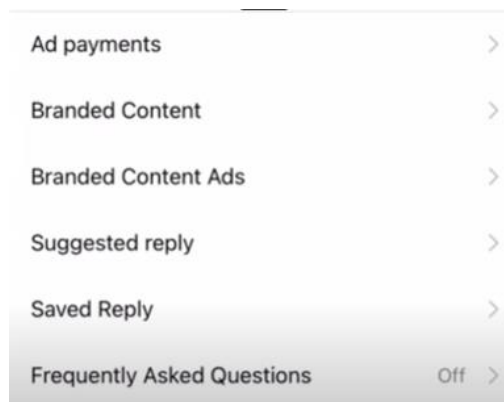 Ad payments
Branded Content
Branded Content Ads
Suggested reply
Saved Reply
Frequently Asked Questions Off